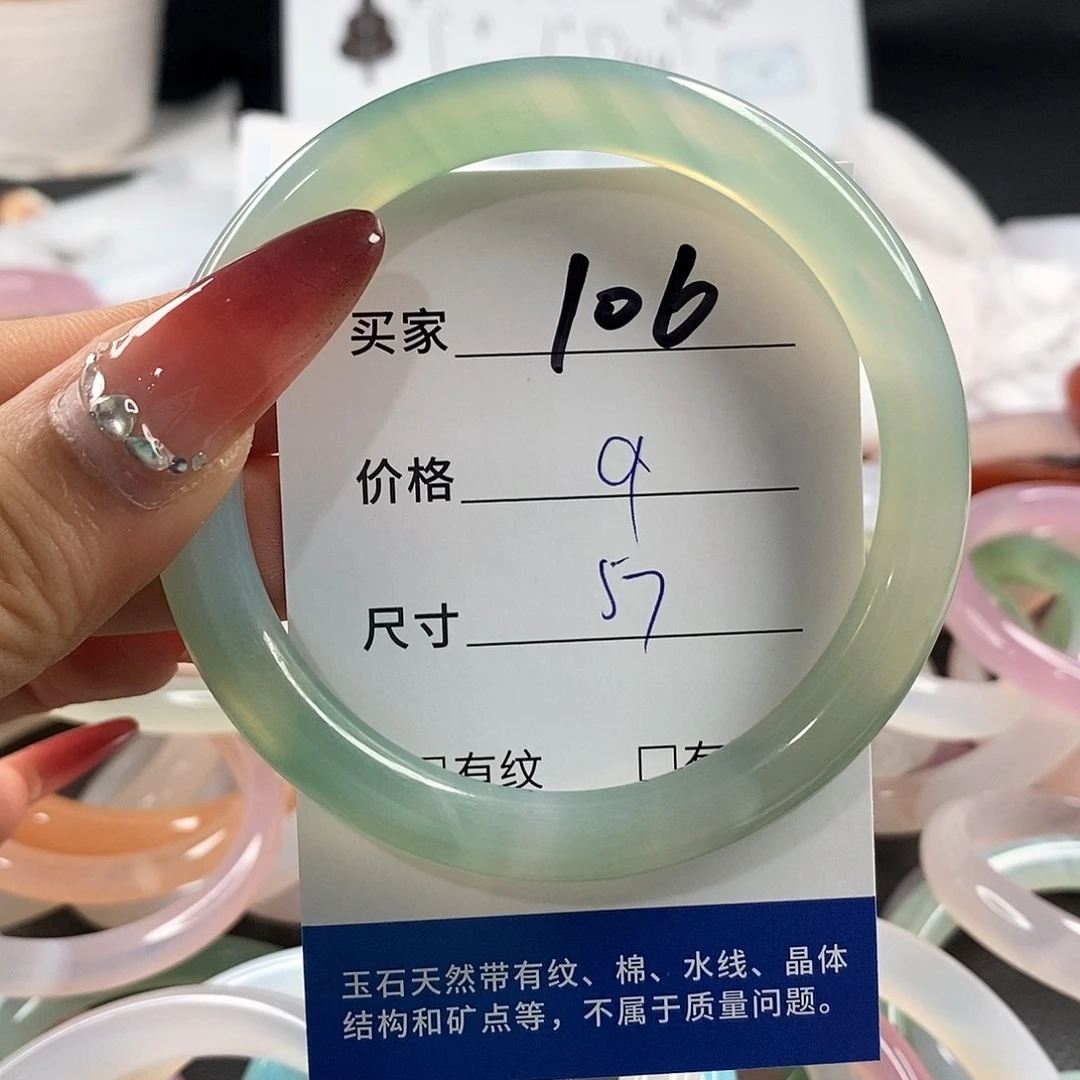 买家 106
价格 9
尺寸 57
有纹 □有
玉石天然带有纹、棉、水线、晶体
结构和矿点等，不属于质量问题。